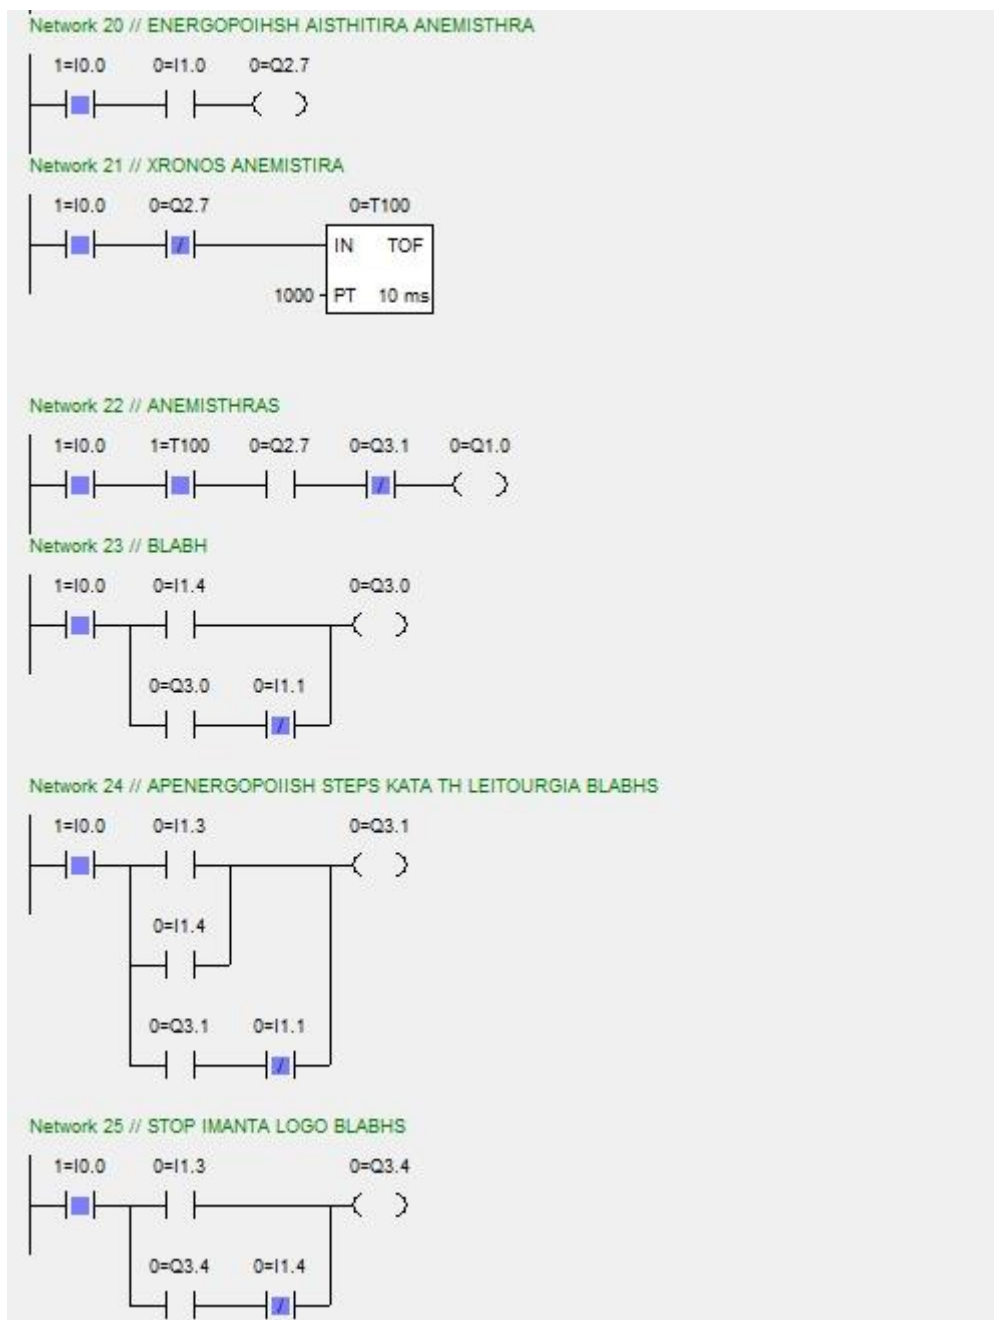 Network 20 // ENERGOPOIHSH AISTHITIRA ANEMISTHRA
1=I0.0 0=I1.0 0=Q2.7
Network 21 // XRONOS ANEMISTIRA
1=I0.0 0=Q2.7 0=T100
IN TOF
1000 PT 10 ms
Network 22 // ANEMISTHRAS
1=I0.0 1=T100 0=Q2.7 0=Q3.1 0=Q1.0
Network 23 // BLABH
1=I0.0 0=I1.4 0=Q3.0
0=Q3.0 0=I1.1
Network 24 // APENERGOPOIISH STEPS KATA TH LEITOURGIA BLABHS
1=I0.0 0=I1.3 0=Q3.1
0=I1.4
0=Q3.1 0=I1.1
Network 25 // STOP IMANTA LOGO BLABHS
1=I0.0 0=I1.3 0=Q3.4
0=Q3.4 0=I1.4